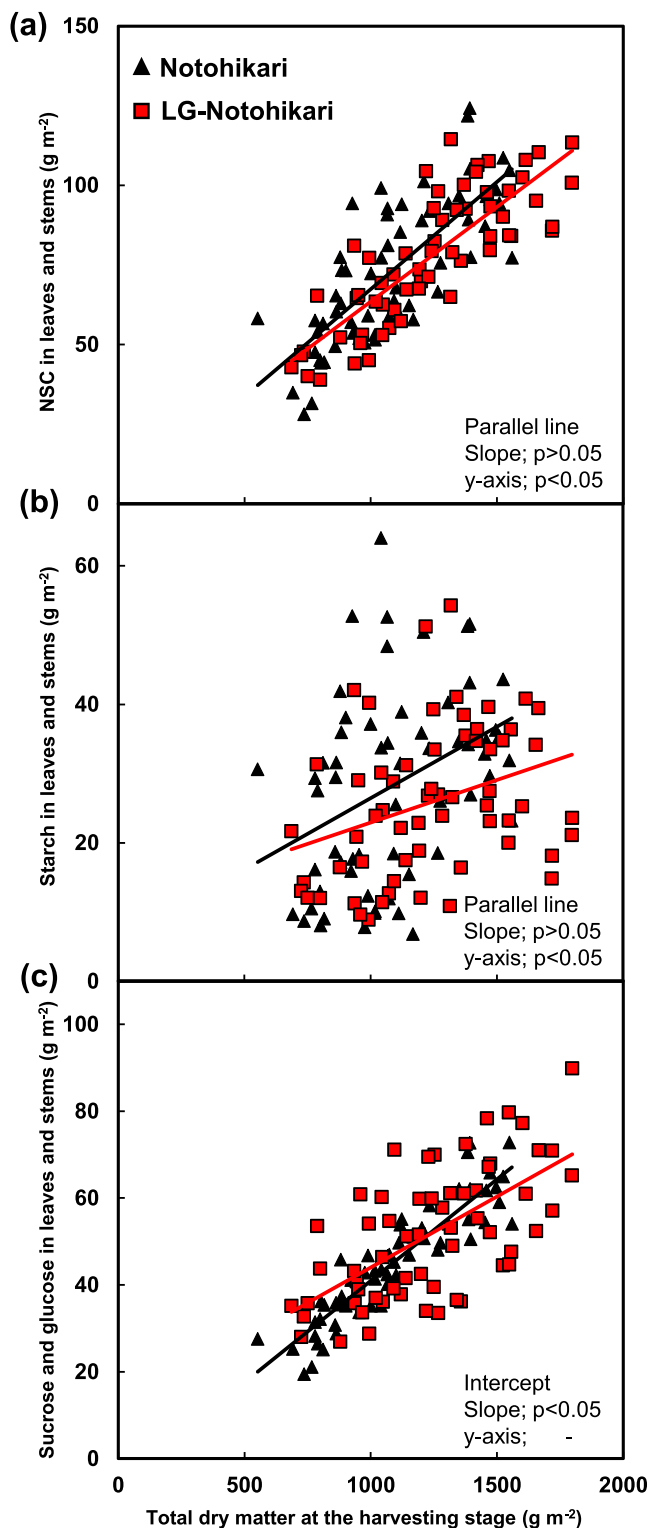 (a)
150
100
50
0
NSC in leaves and stems (g m-2)
Notohikari
LG-Notohikari
Parallel line
Slope; p>0.05
y-axis; p<0.05
(b)
60
40
20
0
Starch in leaves and stems (g m-2)
Parallel line
Slope; p>0.05
y-axis; p<0.05
(c)
100
80
60
40
20
0
Sucrose and glucose in leaves and stems (g m-2)
Intercept
Slope; p<0.05
y-axis; -
0 500 1000 1500 2000
Total dry matter at the harvesting stage (g m-2)